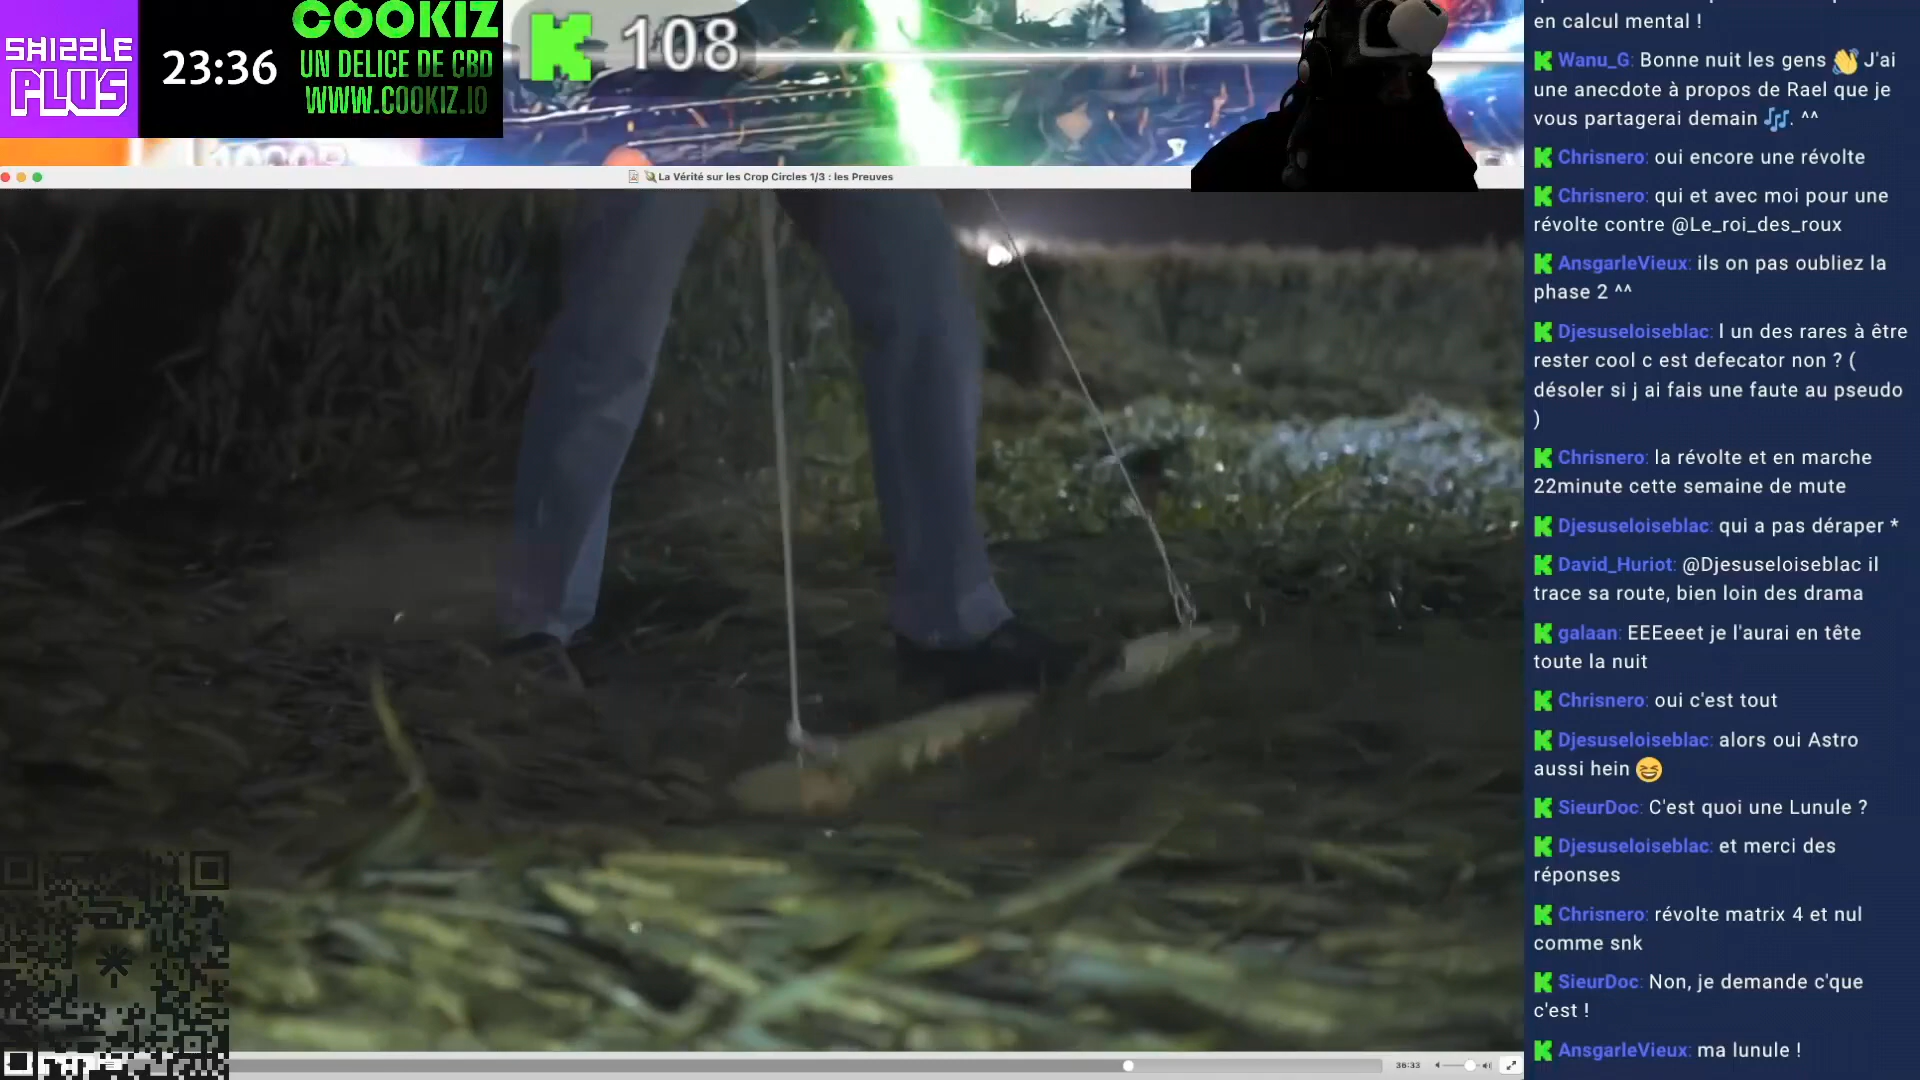 SHIZZLE
PLUS
23:36
COOKIZ
UN DELICE DE CBD
WWW.COOKIZ.IO
108
La Vérité sur les Crop Circles 1/3 : les Preuves
36:33
en calcul mental !
Wanu_G: Bonne nuit les gens 👋 J'ai
une anecdote à propos de Rael que je
vous partagerai demain 🎶. ^^
Chrisnero: oui encore une révolte
Chrisnero: qui et avec moi pour une
révolte contre @Le_roi_des_roux
AnsgarleVieux: ils on pas oubliez la
phase 2 ^^
Djesuseloiseblac: l un des rares à être
rester cool c est defecator non ? (
désoler si j ai fais une faute au pseudo
)
Chrisnero: la révolte et en marche
22minute cette semaine de mute
Djesuseloiseblac: qui a pas déraper *
David_Huriot: @Djesuseloiseblac il
trace sa route, bien loin des drama
galaan: EEEeeet je l'aurai en tête
toute la nuit
Chrisnero: oui c'est tout
Djesuseloiseblac: alors oui Astro
aussi hein 😆
SieurDoc: C'est quoi une Lunule ?
Djesuseloiseblac: et merci des
réponses
Chrisnero: révolte matrix 4 et nul
comme snk
SieurDoc: Non, je demande c'que
c'est !
AnsgarleVieux: ma lunule !